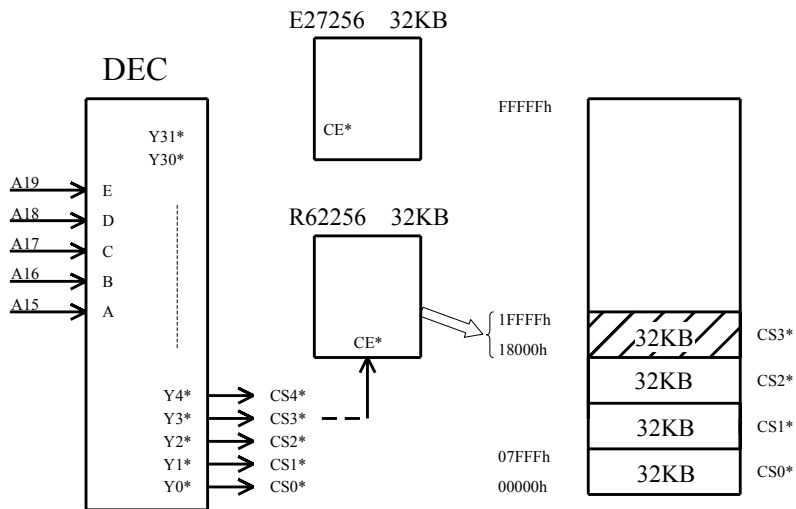 E27256 32KB
DEC
CE*
FFFFFh
Y31*
Y30*
A19 E
A18 D
A17 C
A16 B
A15 A
R62256 32KB
CE*
1FFFFh
18000h
32KB CS3*
32KB CS2*
32KB CS1*
07FFFh
00000h
32KB CS0*
Y4* CS4*
Y3* CS3*
Y2* CS2*
Y1* CS1*
Y0* CS0*